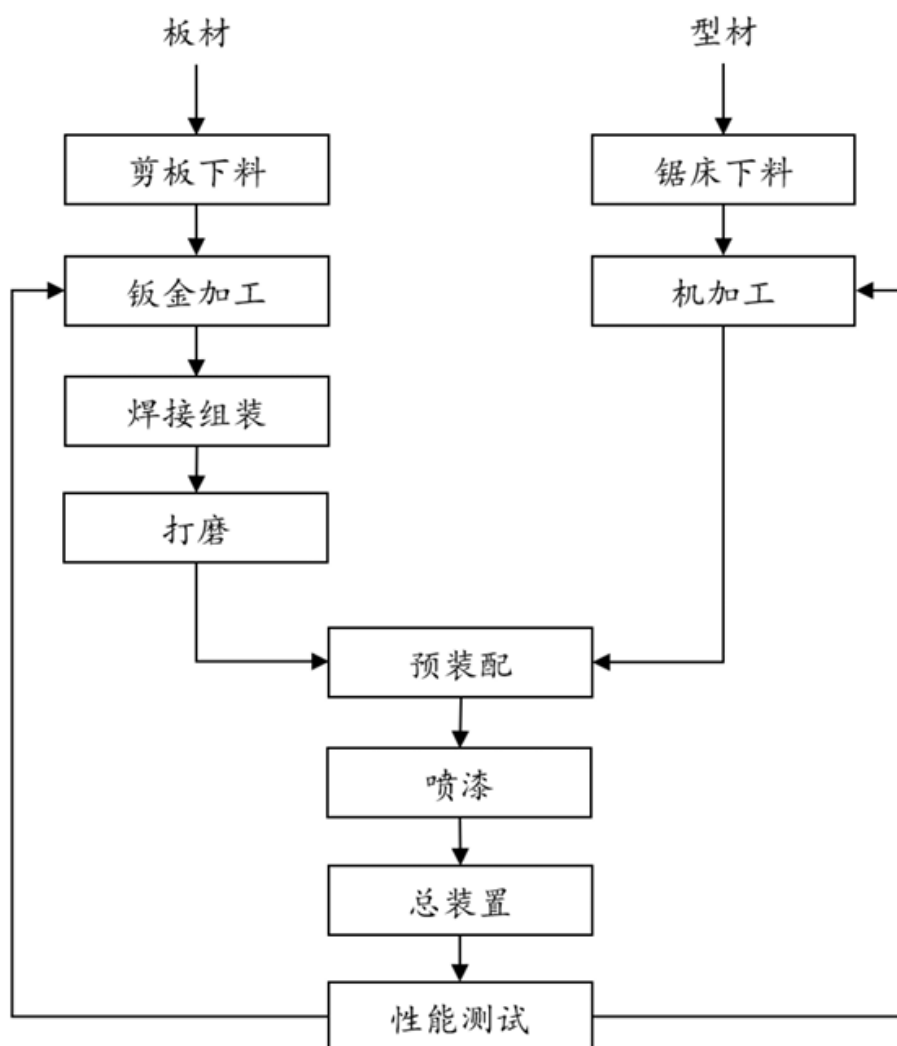 板材
型材
剪板下料
锯床下料
钣金加工
机加工
焊接组装
打磨
预装配
喷漆
总装置
性能测试